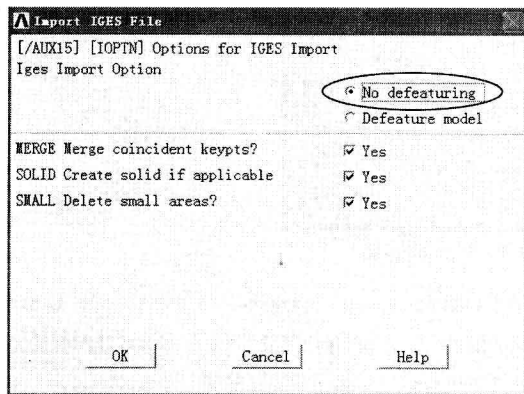 Import IGES File
[/AUX15] [IOPTN] Options for IGES Import
Iges Import Option
No defeaturing
Defeature model
MERGE Merge coincident keypts? Yes
SOLID Create solid if applicable Yes
SMALL Delete small areas? Yes
OK Cancel Help